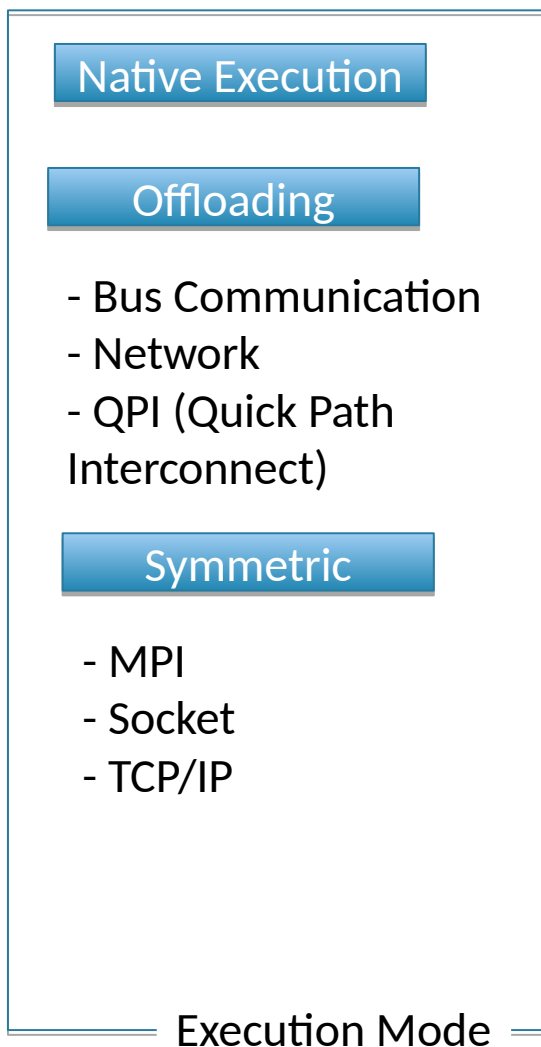 Native Execution
Offloading
- Bus Communication
- Network
- QPI (Quick Path
Interconnect)
Symmetric
- MPI
- Socket
- TCP/IP
Execution Mode